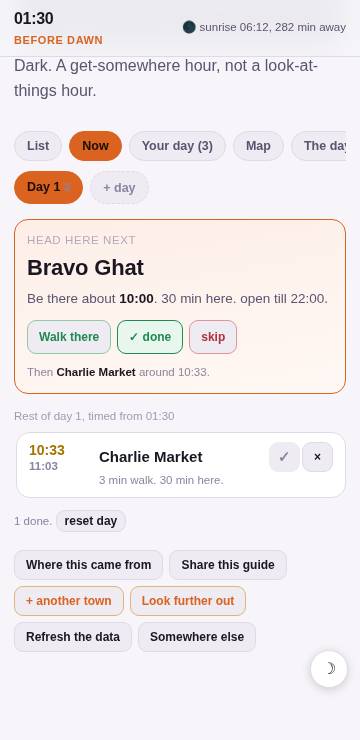 01:30
BEFORE DAWN
sunrise 06:12, 282 min away
Dark. A get-somewhere hour, not a look-at-
things hour.
List
Now
Your day (3)
Map
The day
Day 1
+ day
HEAD HERE NEXT
Bravo Ghat
Be there about 10:00. 30 min here. open till 22:00.
Walk there
✓ done
skip
Then Charlie Market around 10:33.
Rest of day 1, timed from 01:30
10:33
11:03
Charlie Market
3 min walk. 30 min here.
✓
×
1 done. reset day
Where this came from
Share this guide
+ another town
Look further out
Refresh the data
Somewhere else